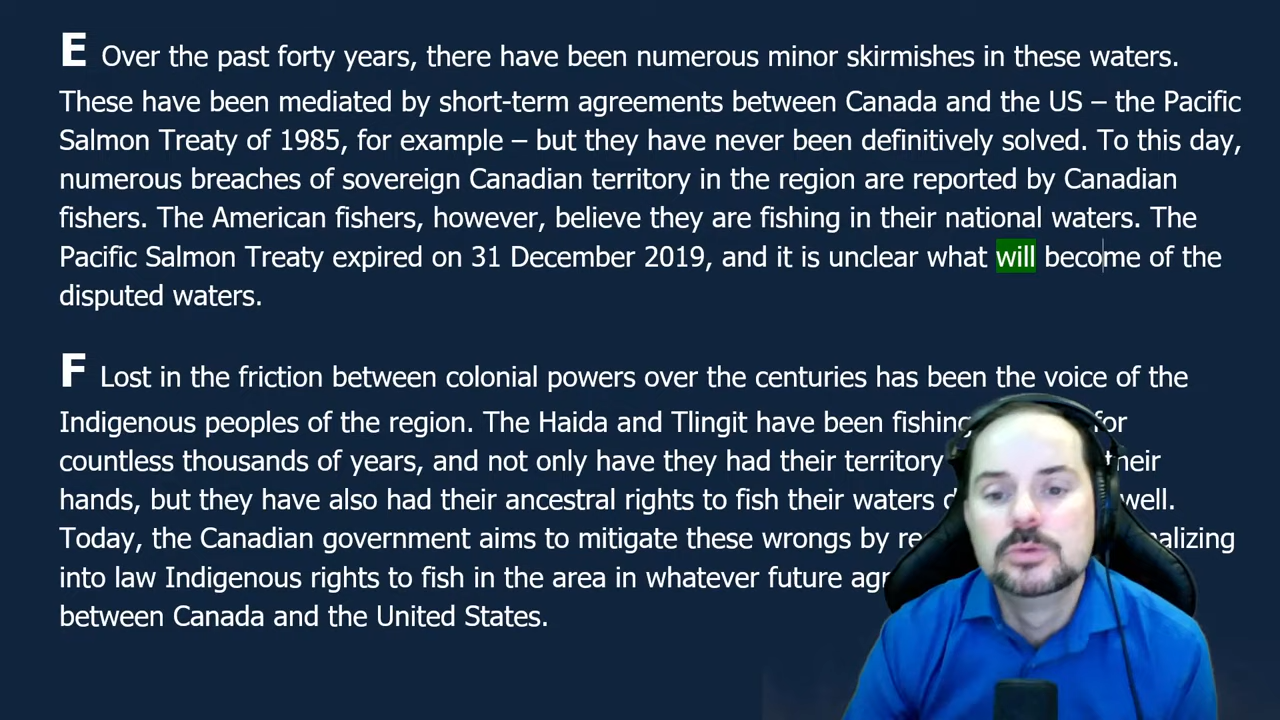 E Over the past forty years, there have been numerous minor skirmishes in these waters.
These have been mediated by short-term agreements between Canada and the US – the Pacific
Salmon Treaty of 1985, for example – but they have never been definitively solved. To this day,
numerous breaches of sovereign Canadian territory in the region are reported by Canadian
fishers. The American fishers, however, believe they are fishing in their national waters. The
Pacific Salmon Treaty expired on 31 December 2019, and it is unclear what will become of the
disputed waters.
F Lost in the friction between colonial powers over the centuries has been the voice of the
Indigenous peoples of the region. The Haida and Tlingit have been fishing for
countless thousands of years, and not only have they had their territory their
hands, but they have also had their ancestral rights to fish their waters well.
Today, the Canadian government aims to mitigate these wrongs by
into law Indigenous rights to fish in the area in whatever future
between Canada and the United States.